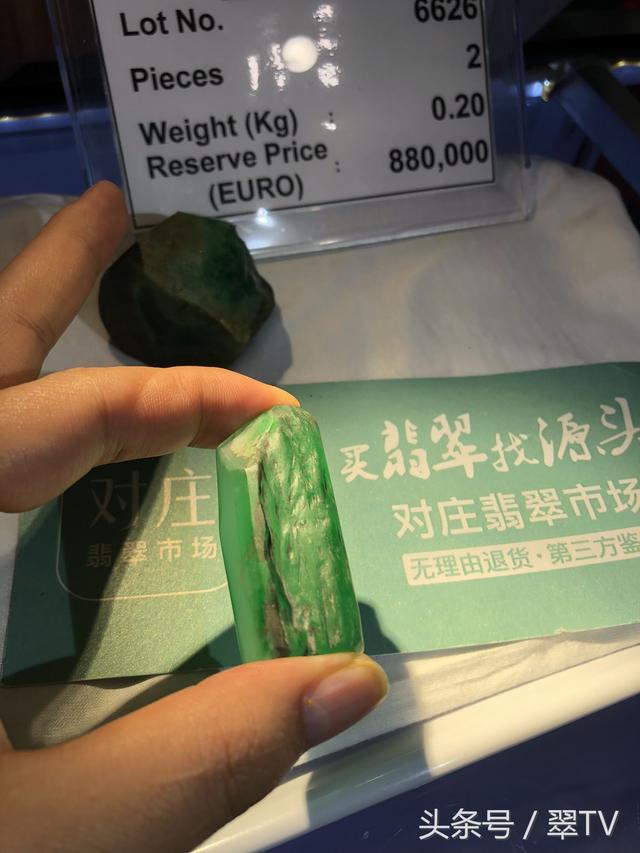 Lot No. 6626
Pieces 2
Weight (Kg) : 0.20
Reserve Price : 880,000
(EURO)
买翡翠找源头
对庄翡翠市场
无理由退货·第三方鉴
对庄
翡翠市场
头条号 / 翠TV